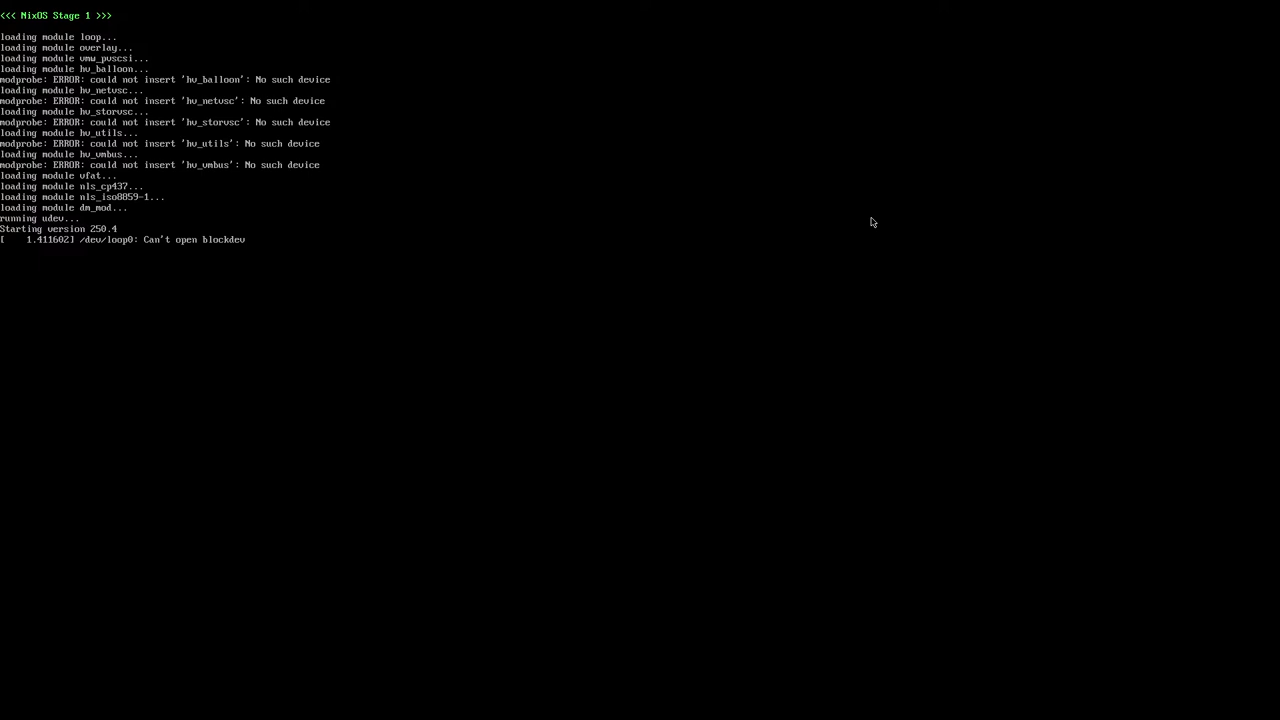 <<< NixOS Stage 1 >>>
loading module loop...
loading module overlay...
loading module vmw_pvscsi...
loading module hv_balloon...
modprobe: ERROR: could not insert 'hv_balloon': No such device
loading module hv_netvsc...
modprobe: ERROR: could not insert 'hv_netvsc': No such device
loading module hv_storvsc...
modprobe: ERROR: could not insert 'hv_storvsc': No such device
loading module hv_utils...
modprobe: ERROR: could not insert 'hv_utils': No such device
loading module hv_vmbus...
modprobe: ERROR: could not insert 'hv_vmbus': No such device
loading module vfat...
loading module nls_cp437...
loading module nls_iso8859-1...
loading module dm_mod...
running udev...
Starting version 250.4
[    1.411602] /dev/loop0: Can't open blockdev